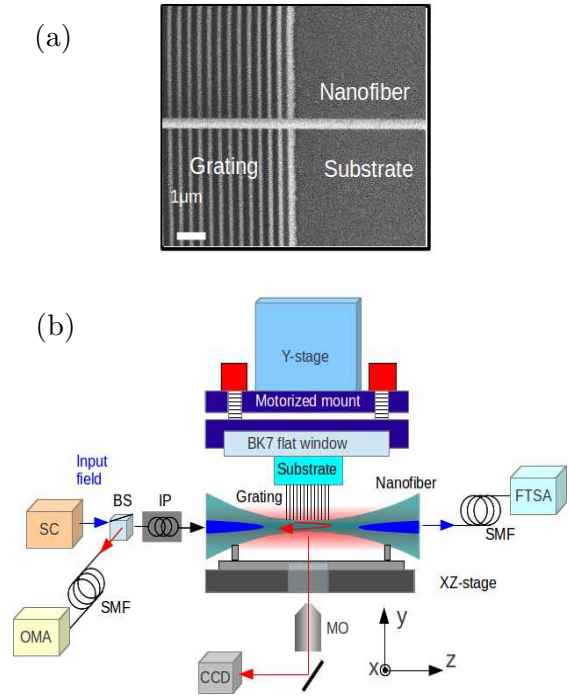 (a)
Nanofiber
Grating
Substrate
1μm
(b)
Y-stage
Motorized mount
BK7 flat window
Substrate
Input
field
BS
IP
Grating
Nanofiber
SC
FTSA
SMF
SMF
OMA
XZ-stage
MO
CCD
y
x
z